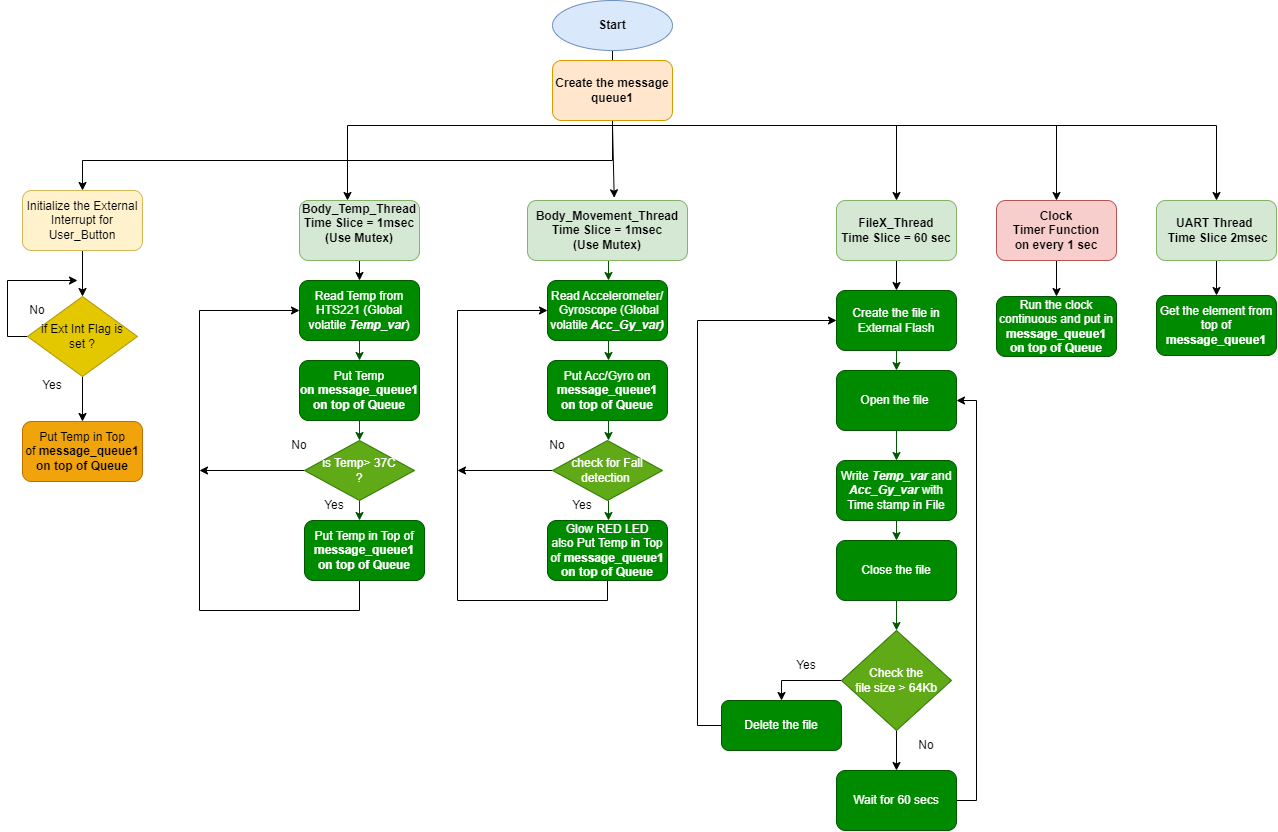 Start
Create the message
queue1
Initialize the External
Interrupt for
User_Button
No
if Ext Int Flag is
set ?
Yes
Put Temp in Top
of message_queue1
on top of Queue
Body_Temp_Thread
Time Slice = 1msec
(Use Mutex)
Read Temp from
HTS221 (Global
volatile Temp_var)
Put Temp
on message_queue1
on top of Queue
No
is Temp> 37C
?
Yes
Put Temp in Top of
message_queue1
on top of Queue
Body_Movement_Thread
Time Slice = 1msec
(Use Mutex)
Read Accelerometer/
Gyroscope (Global
volatile Acc_Gy_var)
Put Acc/Gyro on
message_queue1
on top of Queue
No
check for Fall
detection
Yes
Glow RED LED
also Put Temp in Top
of message_queue1
on top of Queue
FileX_Thread
Time Slice = 60 sec
Create the file in
External Flash
Open the file
Write Temp_var and
Acc_Gy_var with
Time stamp in File
Close the file
Check the
file size > 64Kb
Yes
Delete the file
No
Wait for 60 secs
Clock
Timer Function
on every 1 sec
Run the clock
continuous and put in
message_queue1
on top of Queue
UART Thread
Time Slice 2msec
Get the element from
top of
message_queue1